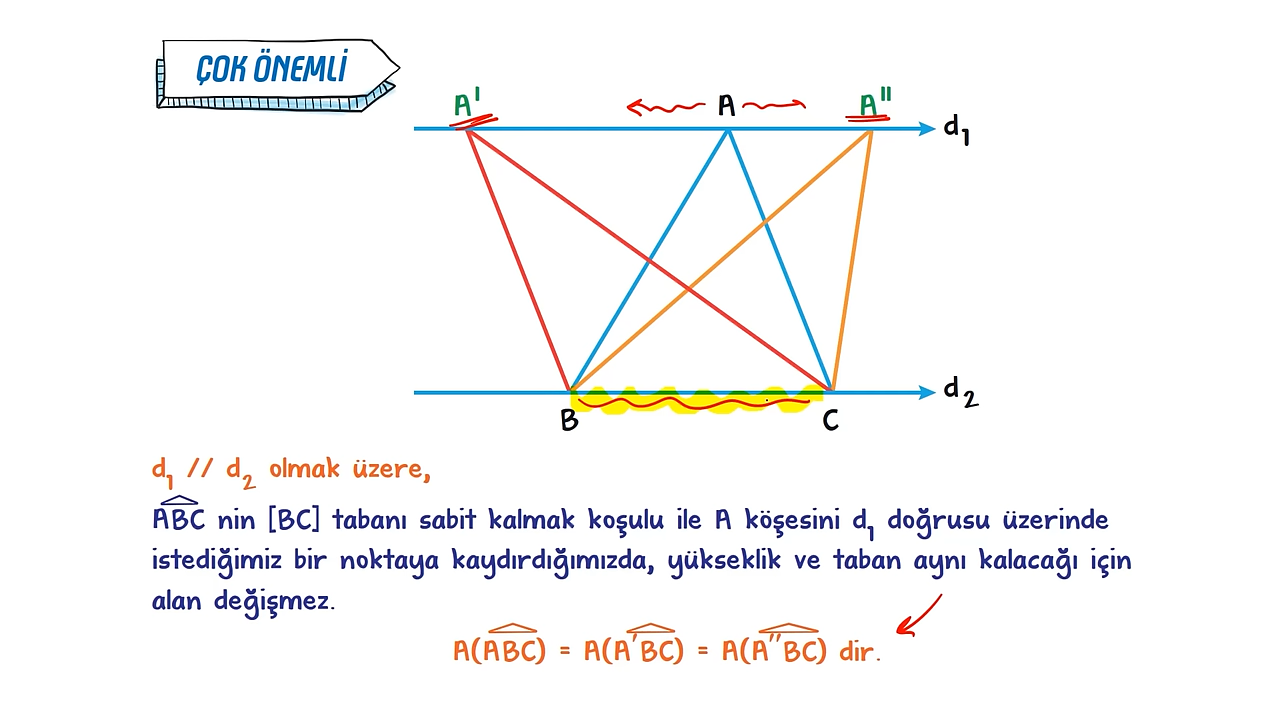 ÇOK ÖNEMLİ
A' A A"
d₁
d₂
B C
d₁ // d₂ olmak üzere,
ABC nin [BC] tabanı sabit kalmak koşulu ile A köşesini d₁ doğrusu üzerinde
istediğimiz bir noktaya kaydırdığımızda, yükseklik ve taban aynı kalacağı için
alan değişmez.
A(ABC) = A(A'BC) = A(A"BC) dir.